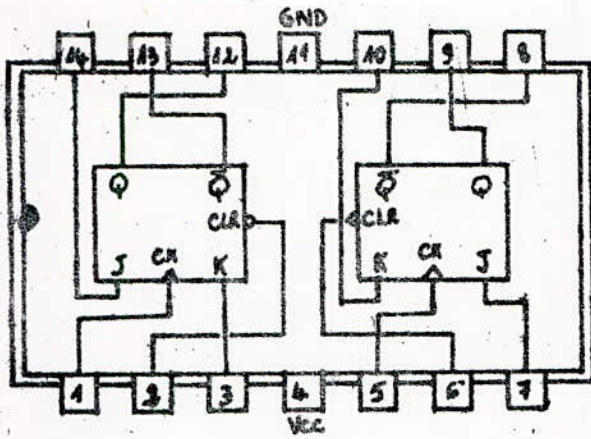 GND
14 13 12 11 10 9 8
Q Q̅ Q̅ Q
CLR CLR
J CK K K CK J
1 2 3 4 5 6 7
Vcc